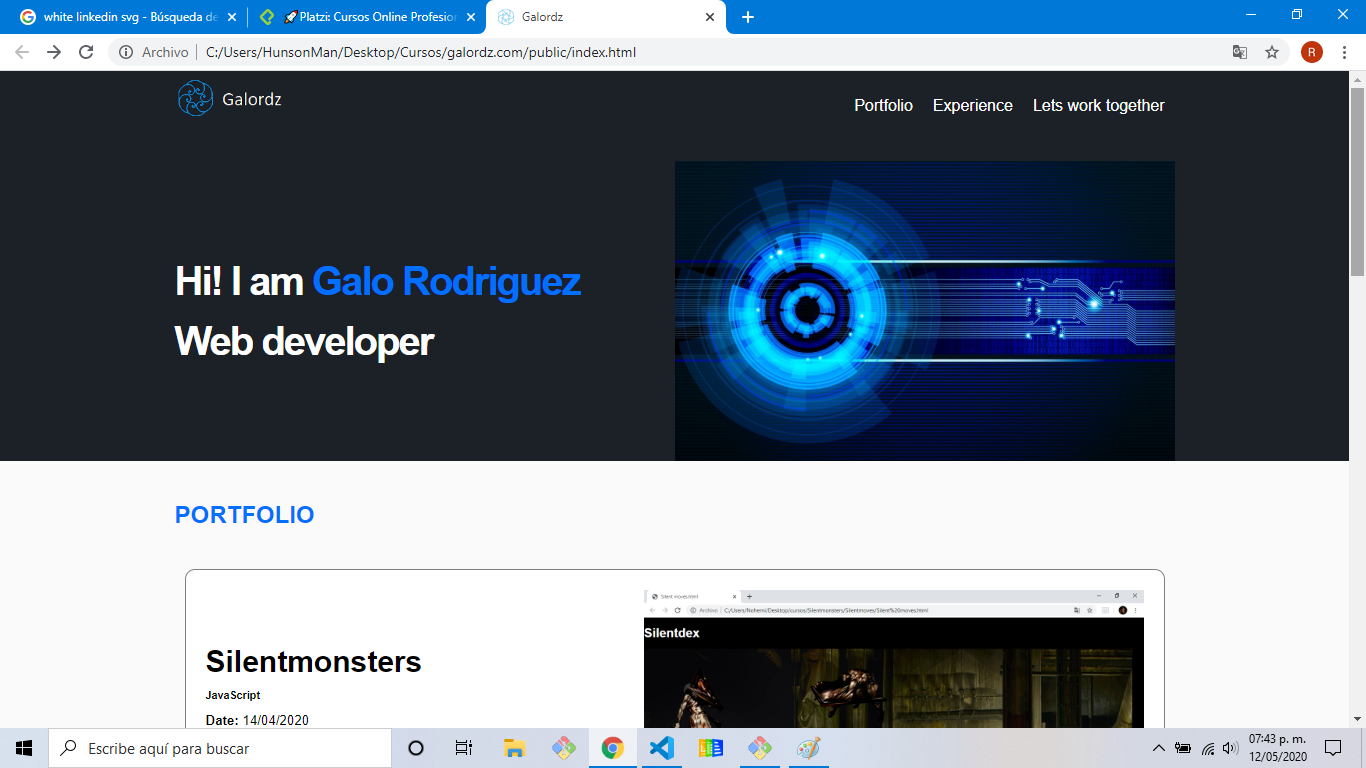 white linkedin svg - Búsqueda de
🚀Platzi: Cursos Online Profesion
Galordz
Archivo
C:/Users/HunsonMan/Desktop/Cursos/galordz.com/public/index.html
R
Galordz
Portfolio Experience Lets work together
Hi! I am Galo Rodriguez
Web developer
PORTFOLIO
Silent moves.html
Archivo C:/Users/Nohemi/Desktop/cursos/Silentmonsters/Silentmoves/Silent%20moves.html
Silentdex
Silentmonsters
JavaScript
Date: 14/04/2020
Escribe aquí para buscar
07:43 p. m.
12/05/2020